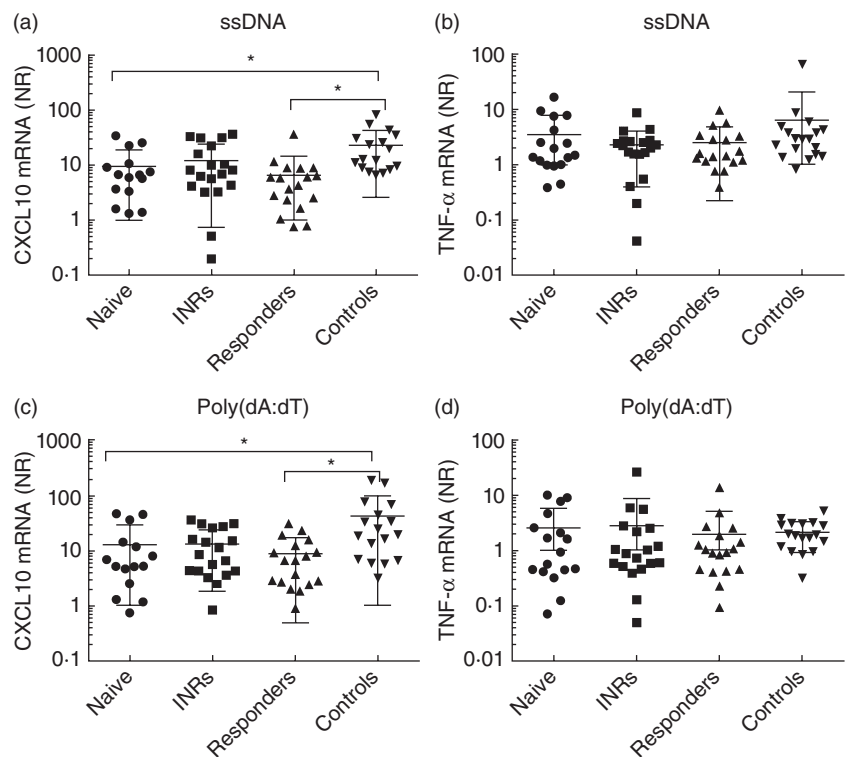 (a)
ssDNA
CXCL10 mRNA (NR)
1000
100
10
1
0·1
*
*
Naive
INRs
Responders
Controls
(b)
ssDNA
TNF-α mRNA (NR)
100
10
1
0·1
0·01
Naive
INRs
Responders
Controls
(c)
Poly(dA:dT)
CXCL10 mRNA (NR)
1000
100
10
1
0·1
*
*
Naive
INRs
Responders
Controls
(d)
Poly(dA:dT)
TNF-α mRNA (NR)
100
10
1
0·1
0·01
Naive
INRs
Responders
Controls